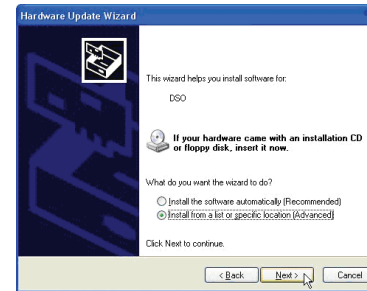 Hardware Update Wizard
This wizard helps you install software for:
DSO
If your hardware came with an installation CD
or floppy disk, insert it now.
What do you want the wizard to do?
Install the software automatically (Recommended)
Install from a list or specific location (Advanced)
Click Next to continue.
< Back Next > Cancel